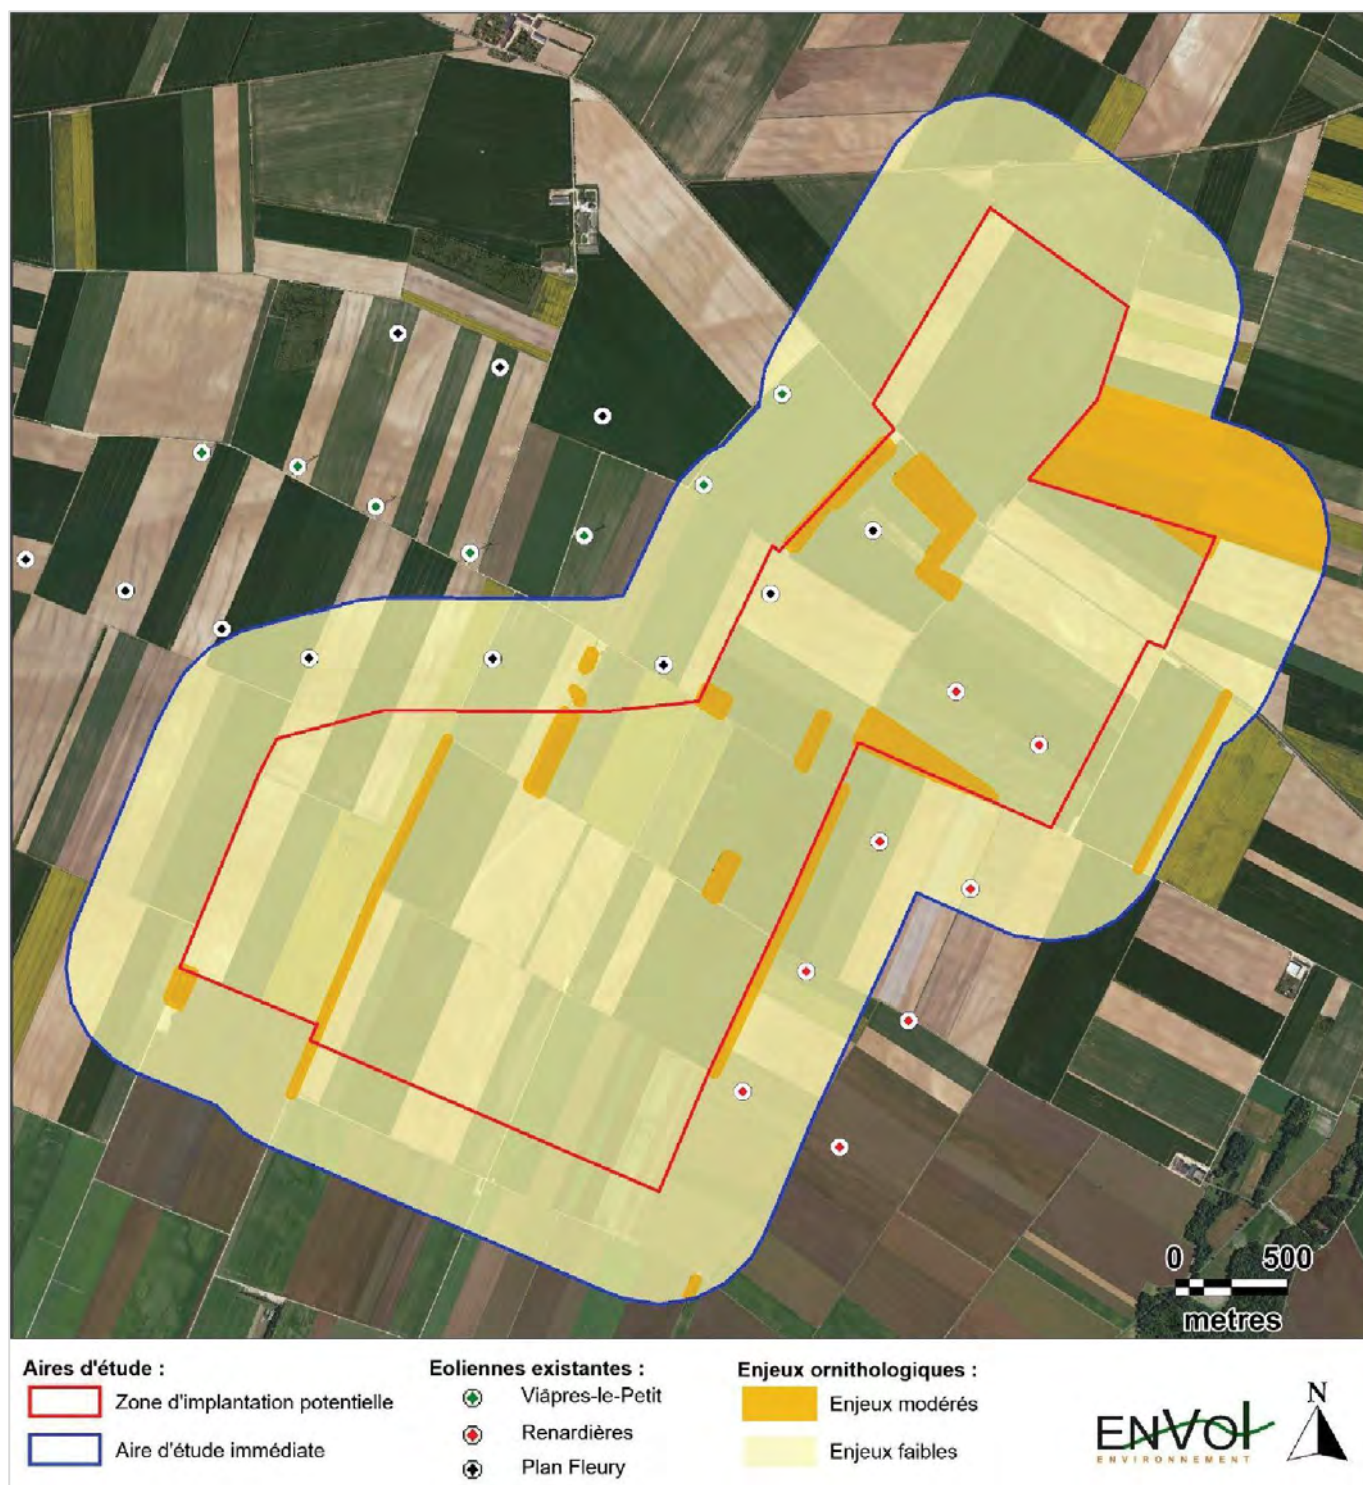 0 500
metres
Aires d'étude :
Zone d'implantation potentielle
Aire d'étude immédiate
Eoliennes existantes :
Viâpres-le-Petit
Renardières
Plan Fleury
Enjeux ornithologiques :
Enjeux modérés
Enjeux faibles
ENVOL
ENVIRONNEMENT
N